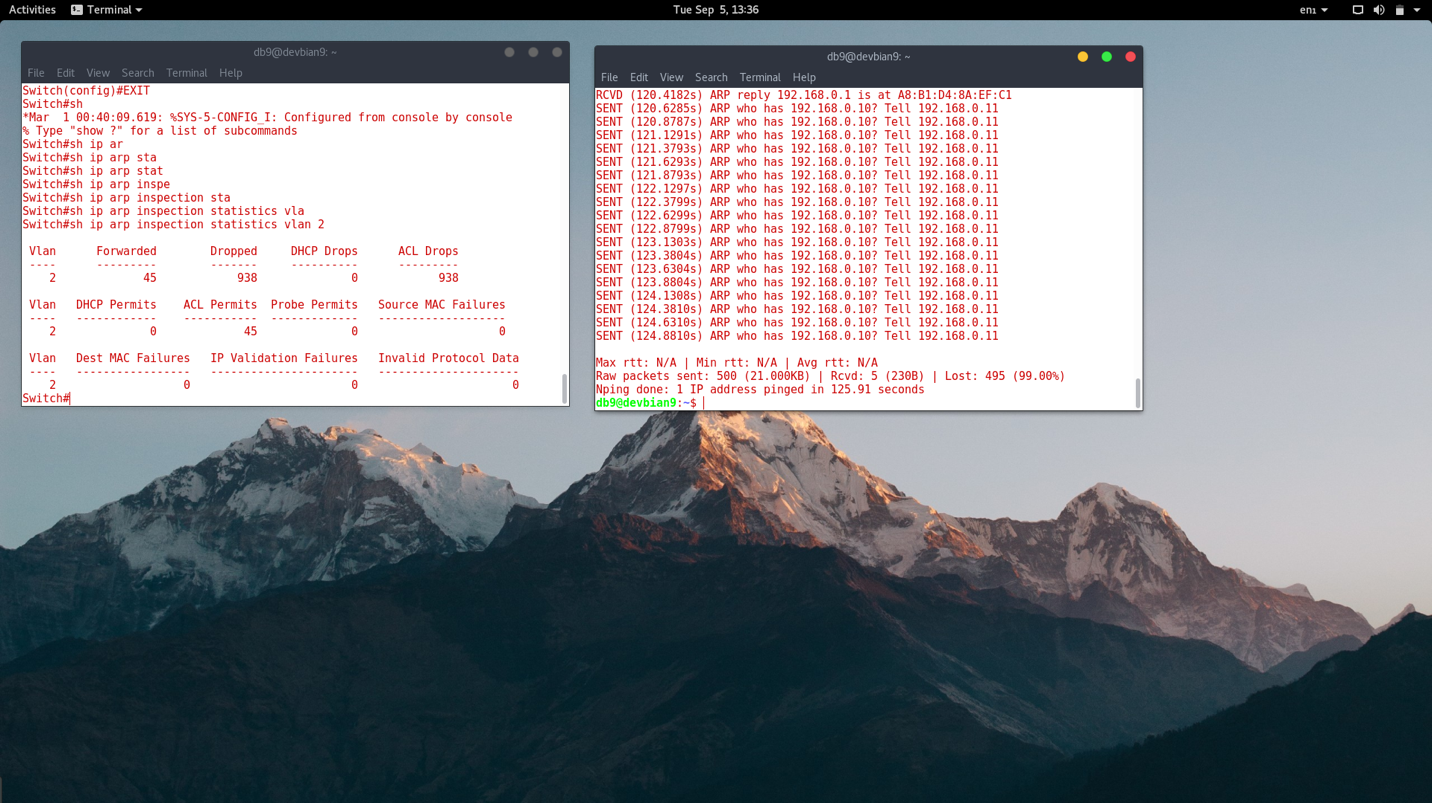 Activities Terminal Tue Sep 5, 13:36 en₁
db9@devbian9: ~
File Edit View Search Terminal Help
Switch(config)#EXIT
Switch#sh
*Mar  1 00:40:09.619: %SYS-5-CONFIG_I: Configured from console by console
% Type "show ?" for a list of subcommands
Switch#sh ip ar
Switch#sh ip arp sta
Switch#sh ip arp stat
Switch#sh ip arp inspe
Switch#sh ip arp inspection sta
Switch#sh ip arp inspection statistics vla
Switch#sh ip arp inspection statistics vlan 2
Vlan      Forwarded        Dropped     DHCP Drops      ACL Drops
----      ---------        -------     ----------      ---------
2             45            938              0            938
Vlan   DHCP Permits    ACL Permits  Probe Permits   Source MAC Failures
----   ------------    -----------  -------------   -------------------
2              0             45              0                     0
Vlan   Dest MAC Failures   IP Validation Failures   Invalid Protocol Data
----   -----------------   ----------------------   ---------------------
2                   0                        0                       0
Switch#
db9@devbian9: ~
File Edit View Search Terminal Help
RCVD (120.4182s) ARP reply 192.168.0.1 is at A8:B1:D4:8A:EF:C1
SENT (120.6285s) ARP who has 192.168.0.10? Tell 192.168.0.11
SENT (120.8787s) ARP who has 192.168.0.10? Tell 192.168.0.11
SENT (121.1291s) ARP who has 192.168.0.10? Tell 192.168.0.11
SENT (121.3793s) ARP who has 192.168.0.10? Tell 192.168.0.11
SENT (121.6293s) ARP who has 192.168.0.10? Tell 192.168.0.11
SENT (121.8793s) ARP who has 192.168.0.10? Tell 192.168.0.11
SENT (122.1297s) ARP who has 192.168.0.10? Tell 192.168.0.11
SENT (122.3799s) ARP who has 192.168.0.10? Tell 192.168.0.11
SENT (122.6299s) ARP who has 192.168.0.10? Tell 192.168.0.11
SENT (122.8799s) ARP who has 192.168.0.10? Tell 192.168.0.11
SENT (123.1303s) ARP who has 192.168.0.10? Tell 192.168.0.11
SENT (123.3804s) ARP who has 192.168.0.10? Tell 192.168.0.11
SENT (123.6304s) ARP who has 192.168.0.10? Tell 192.168.0.11
SENT (123.8804s) ARP who has 192.168.0.10? Tell 192.168.0.11
SENT (124.1308s) ARP who has 192.168.0.10? Tell 192.168.0.11
SENT (124.3810s) ARP who has 192.168.0.10? Tell 192.168.0.11
SENT (124.6310s) ARP who has 192.168.0.10? Tell 192.168.0.11
SENT (124.8810s) ARP who has 192.168.0.10? Tell 192.168.0.11
Max rtt: N/A | Min rtt: N/A | Avg rtt: N/A
Raw packets sent: 500 (21.000KB) | Rcvd: 5 (230B) | Lost: 495 (99.00%)
Nping done: 1 IP address pinged in 125.91 seconds
db9@devbian9:~$